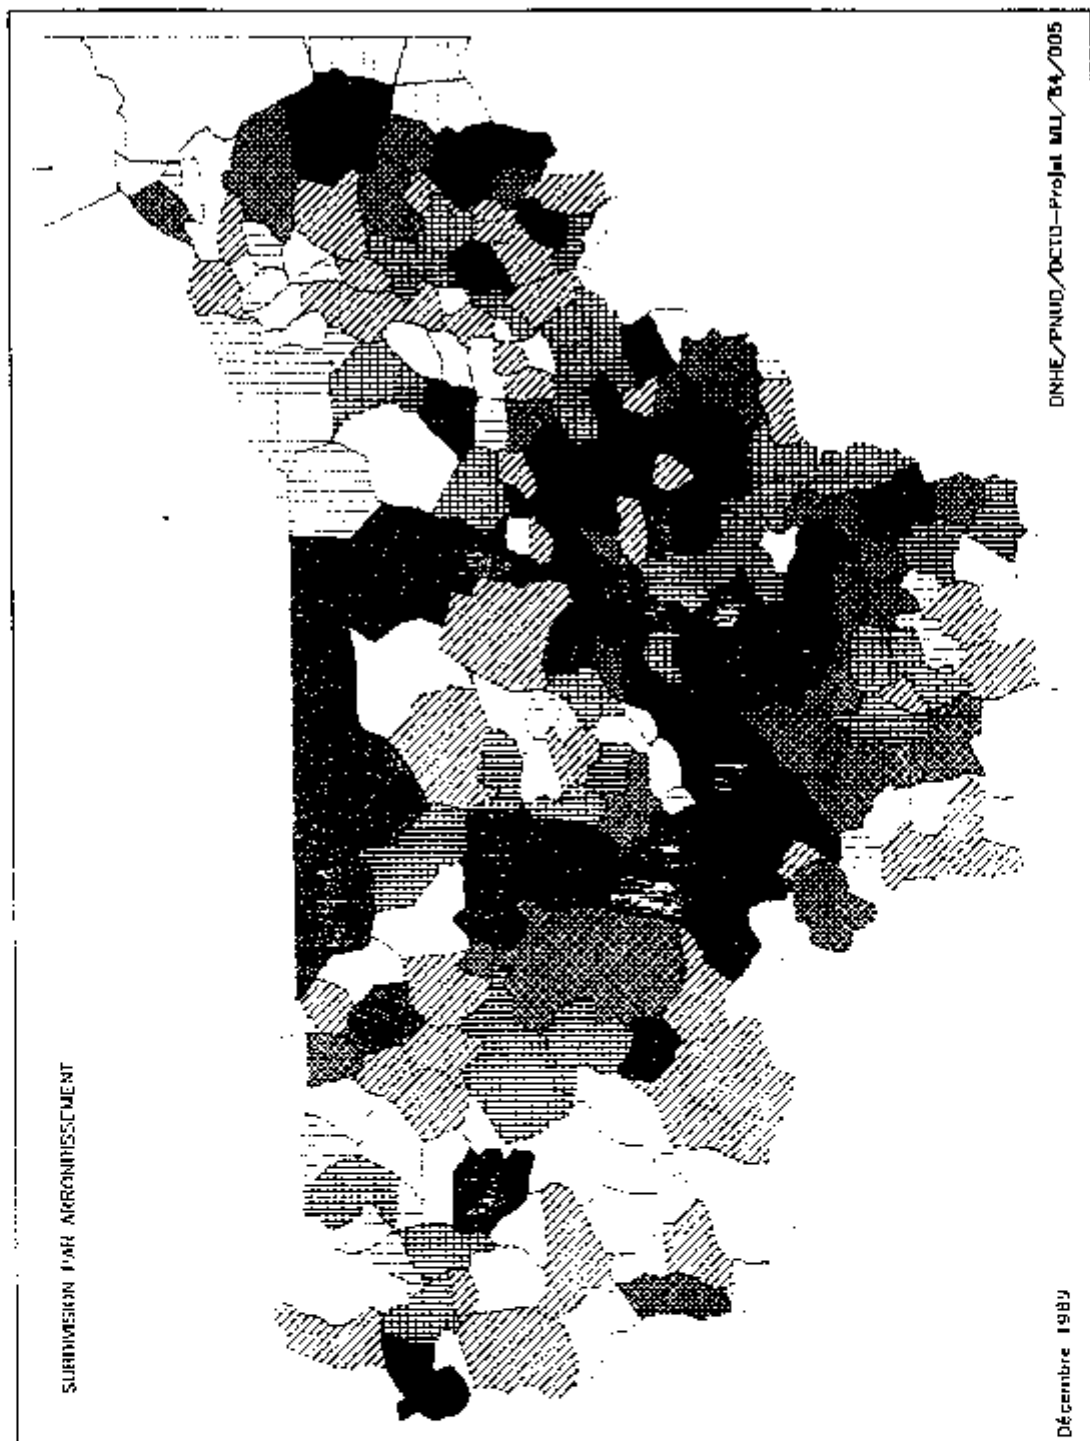 SUBDIVISION PAR ARRONDISSEMENT
Décembre 1989
DNHE/PNUD/DCTD-Projet MLI/84/005